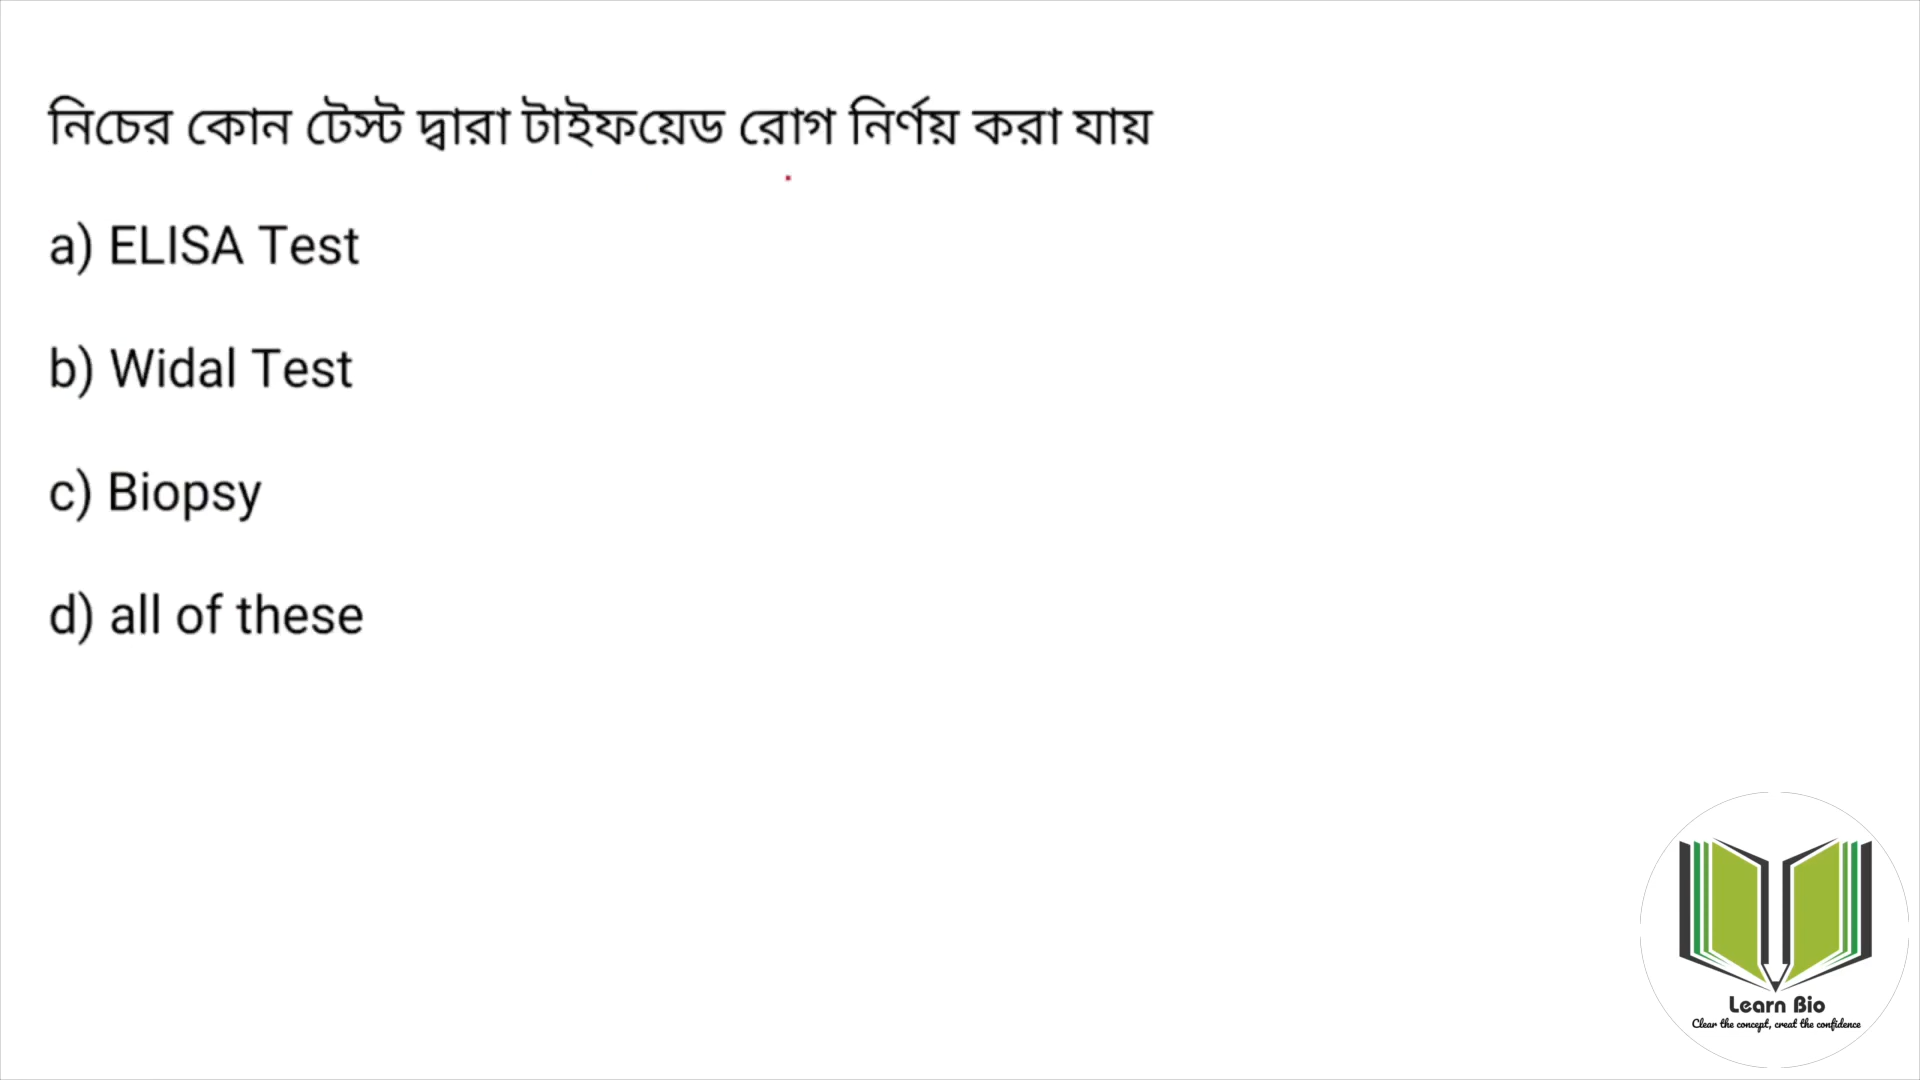 নিচের কোন টেস্ট দ্বারা টাইফয়েড রোগ নির্ণয় করা যায়
a) ELISA Test
b) Widal Test
c) Biopsy
d) all of these
Learn Bio
Clear the concept, creat the confidence